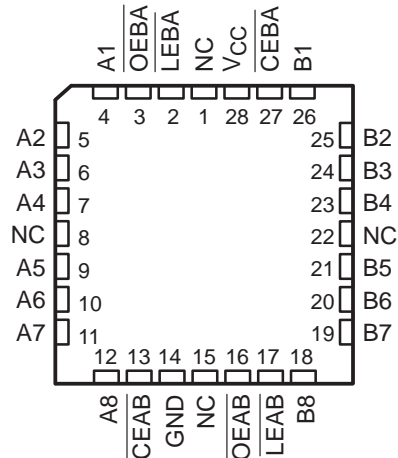 A1 OEBA LEBA NC VCC CEBA B1
4 3 2 1 28 27 26
A2 5 25 B2
A3 6 24 B3
A4 7 23 B4
NC 8 22 NC
A5 9 21 B5
A6 10 20 B6
A7 11 19 B7
12 13 14 15 16 17 18
A8 CEAB GND NC OEAB LEAB B8